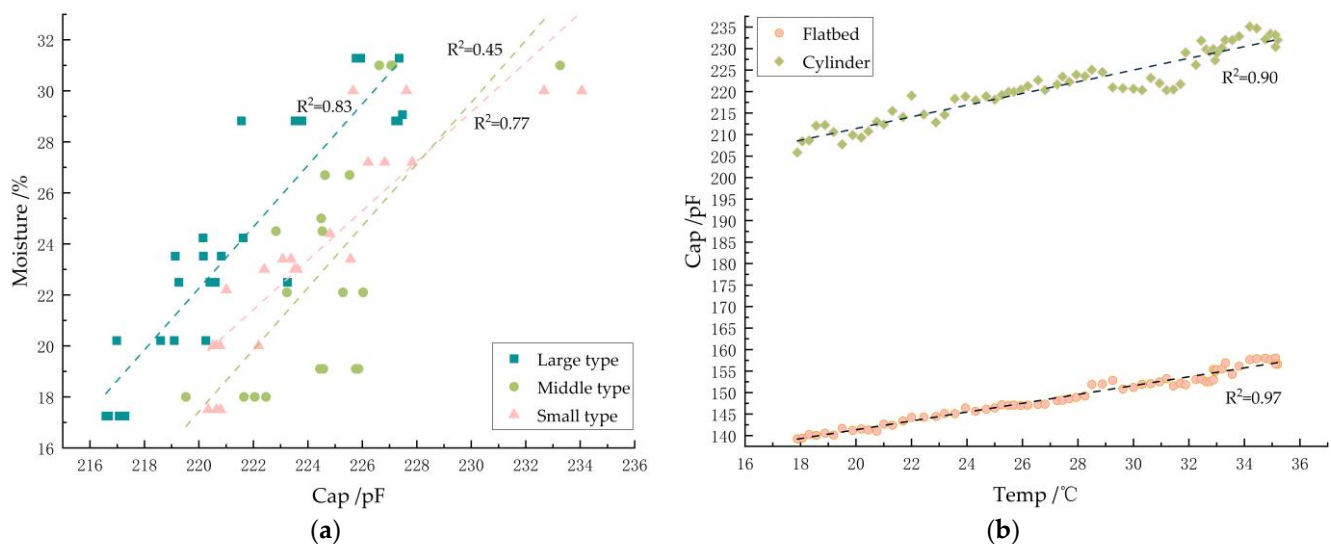 32
30
28
26
24
22
20
18
16
Moisture /%
R²=0.45
R²=0.83
R²=0.77
Large type
Middle type
Small type
216 218 220 222 224 226 228 230 232 234 236
Cap /pF
(a)
235
230
225
220
215
210
205
200
195
190
185
180
175
170
165
160
155
150
145
140
Cap /pF
Flatbed
Cylinder
R²=0.90
R²=0.97
16 18 20 22 24 26 28 30 32 34 36
Temp /℃
(b)